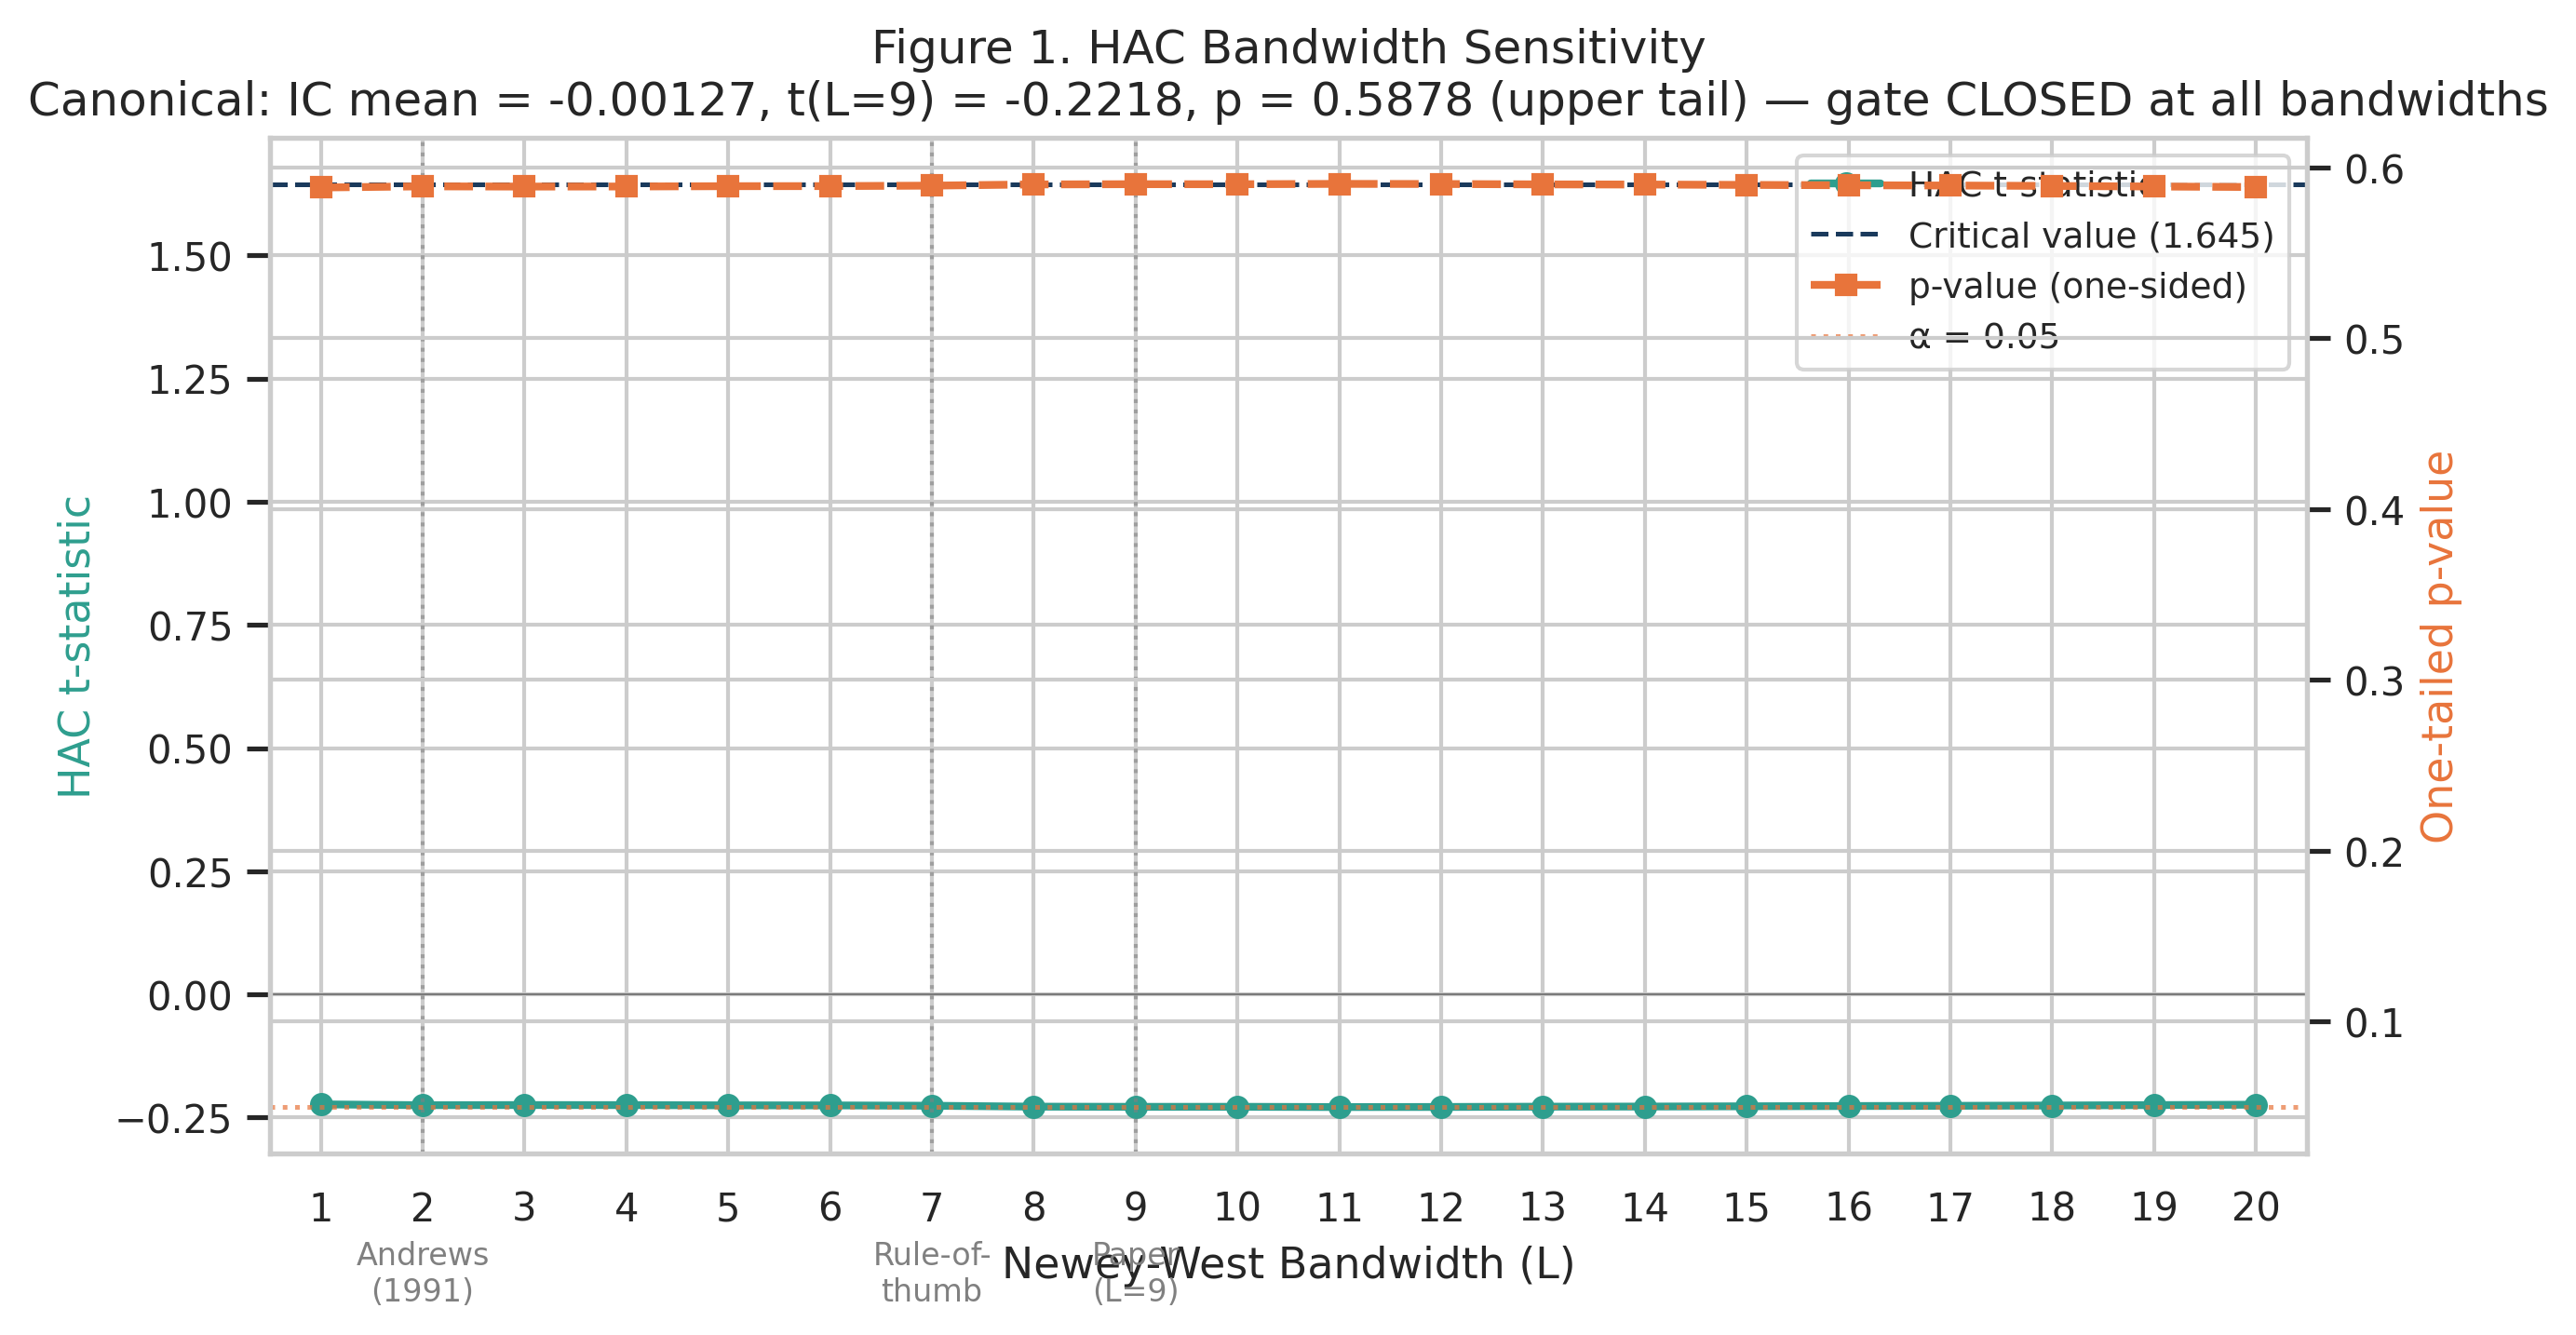 Figure 1. HAC Bandwidth Sensitivity
Canonical: IC mean = -0.00127, t(L=9) = -0.2218, p = 0.5878 (upper tail) — gate CLOSED at all bandwidths
HAC t-statistic
Critical value (1.645)
p-value (one-sided)
α = 0.05
HAC t-statistic
1.50
1.25
1.00
0.75
0.50
0.25
0.00
−0.25
0.6
0.5
0.4
0.3
0.2
0.1
One-tailed p-value
1 2 3 4 5 6 7 8 9 10 11 12 13 14 15 16 17 18 19 20
Andrews
(1991)
Rule-of-
thumb
Paper
(L=9)
Newey-West Bandwidth (L)